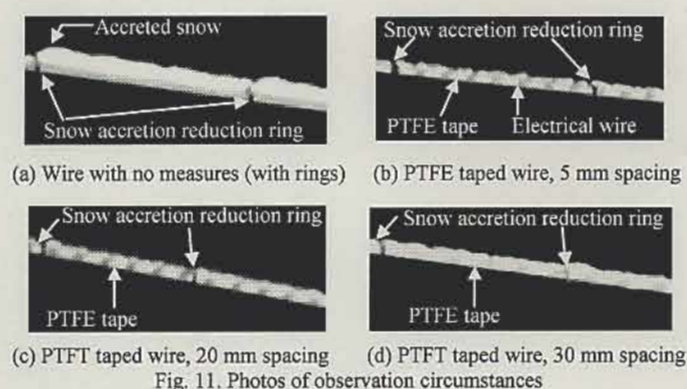 Accreted snow
Snow accretion reduction ring
(a) Wire with no measures (with rings)
Snow accretion reduction ring
PTFE tape Electrical wire
(b) PTFE taped wire, 5 mm spacing
Snow accretion reduction ring
PTFE tape
(c) PTFT taped wire, 20 mm spacing
Snow accretion reduction ring
PTFE tape
(d) PTFT taped wire, 30 mm spacing
Fig. 11. Photos of observation circumstances